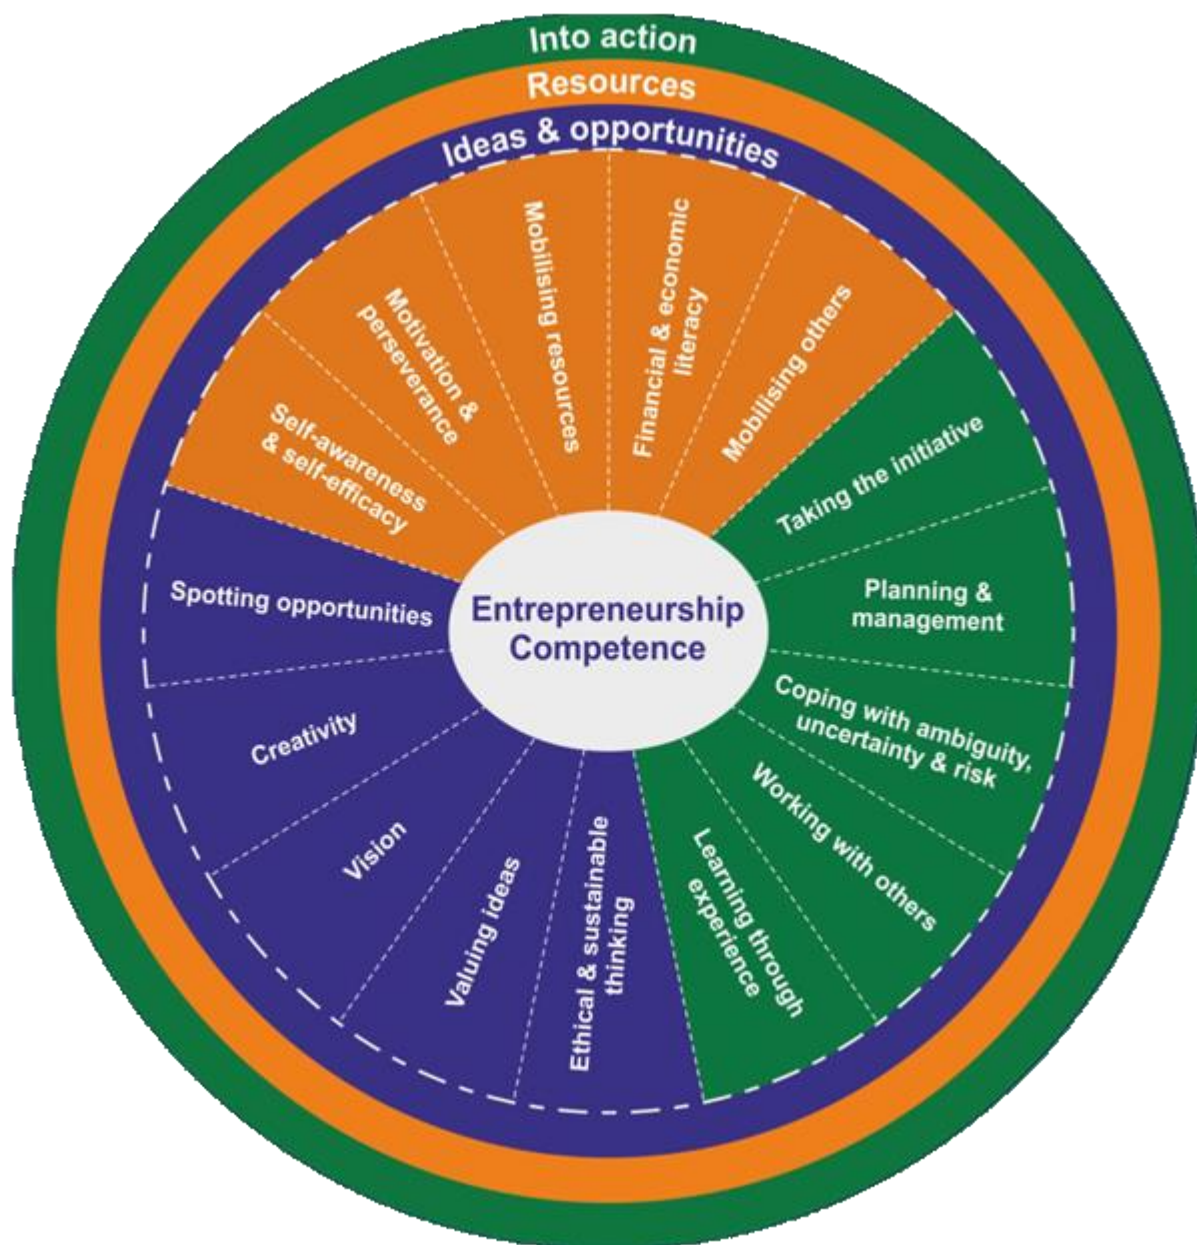 Into action
Resources
Ideas & opportunities
Self-awareness
& self-efficacy
Motivation &
perseverance
Mobilising resources
Financial & economic
literacy
Mobilising others
Taking the initiative
Planning &
management
Coping with ambiguity,
uncertainty & risk
Working with others
Learning through
experience
Ethical & sustainable
thinking
Valuing ideas
Vision
Creativity
Spotting opportunities
Entrepreneurship
Competence